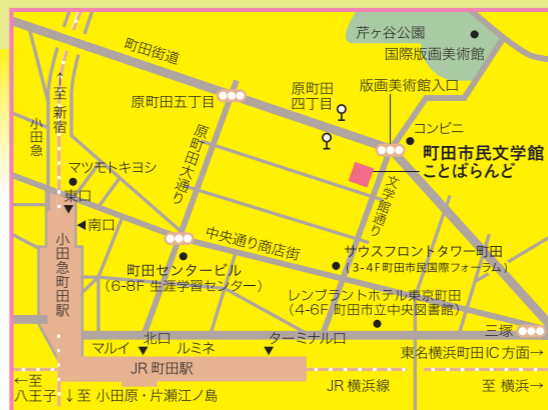 芹ヶ谷公園
国際版画美術館
町田街道
版画美術館入口
原町田
四丁目
原町田五丁目
←至 新宿
小田急
コンビニ
町田市民文学館
ことばらんど
原町田大通り
文学館通り
マツモトキヨシ
東口
南口
小田急町田駅
中央通り商店街
サウスフロントタワー町田
(3-4F町田市民国際フォーラム)
町田センタービル
(6-8F 生涯学習センター)
レンブラントホテル東京町田
(4-6F 町田市立中央図書館)
三塚
北口
ターミナル口
マルイ
ルミネ
東名横浜町田IC方面→
JR町田駅
←至
八王子
↓至 小田原・片瀬江ノ島
JR横浜線
至 横浜→